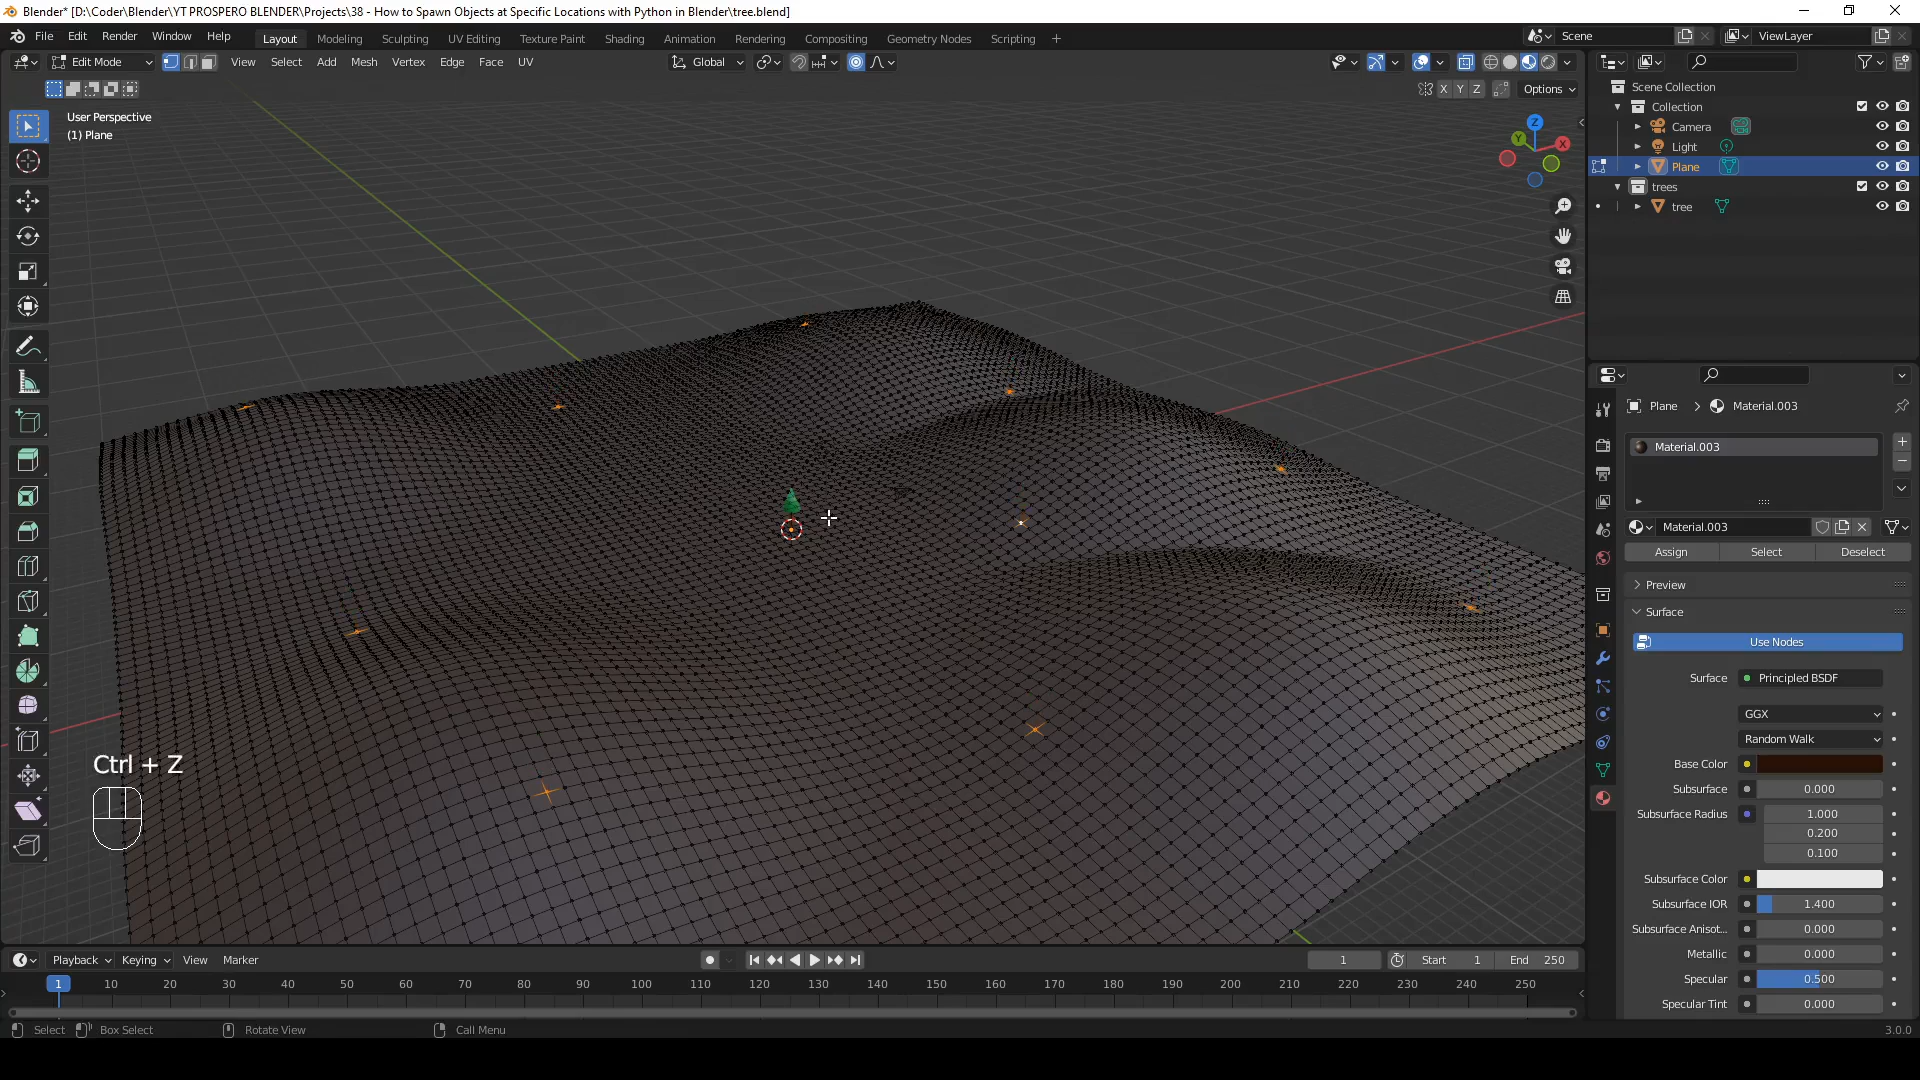 Blender* [D:\Coder\Blender\YT PROSPERO BLENDER\Projects\38 - How to Spawn Objects at Specific Locations with Python in Blender\tree.blend]
File Edit Render Window Help Layout Modeling Sculpting UV Editing Texture Paint Shading Animation Rendering Compositing Geometry Nodes Scripting + Scene ViewLayer
Edit Mode View Select Add Mesh Vertex Edge Face UV Global
X Y Z Options
User Perspective
(1) Plane
Z
Y X
Scene Collection
Collection
Camera
Light
Plane
trees
tree
Plane > Material.003
Material.003
Material.003
Assign Select Deselect
Preview
Surface
Use Nodes
Surface Principled BSDF
GGX
Random Walk
Base Color
Subsurface 0.000
Subsurface Radius 1.000
0.200
0.100
Subsurface Color
Subsurface IOR 1.400
Subsurface Anisot... 0.000
Metallic 0.000
Specular 0.500
Specular Tint 0.000
Ctrl + Z
Playback Keying View Marker 1 Start 1 End 250
1 10 20 30 40 50 60 70 80 90 100 110 120 130 140 150 160 170 180 190 200 210 220 230 240 250
Select Box Select Rotate View Call Menu 3.0.0